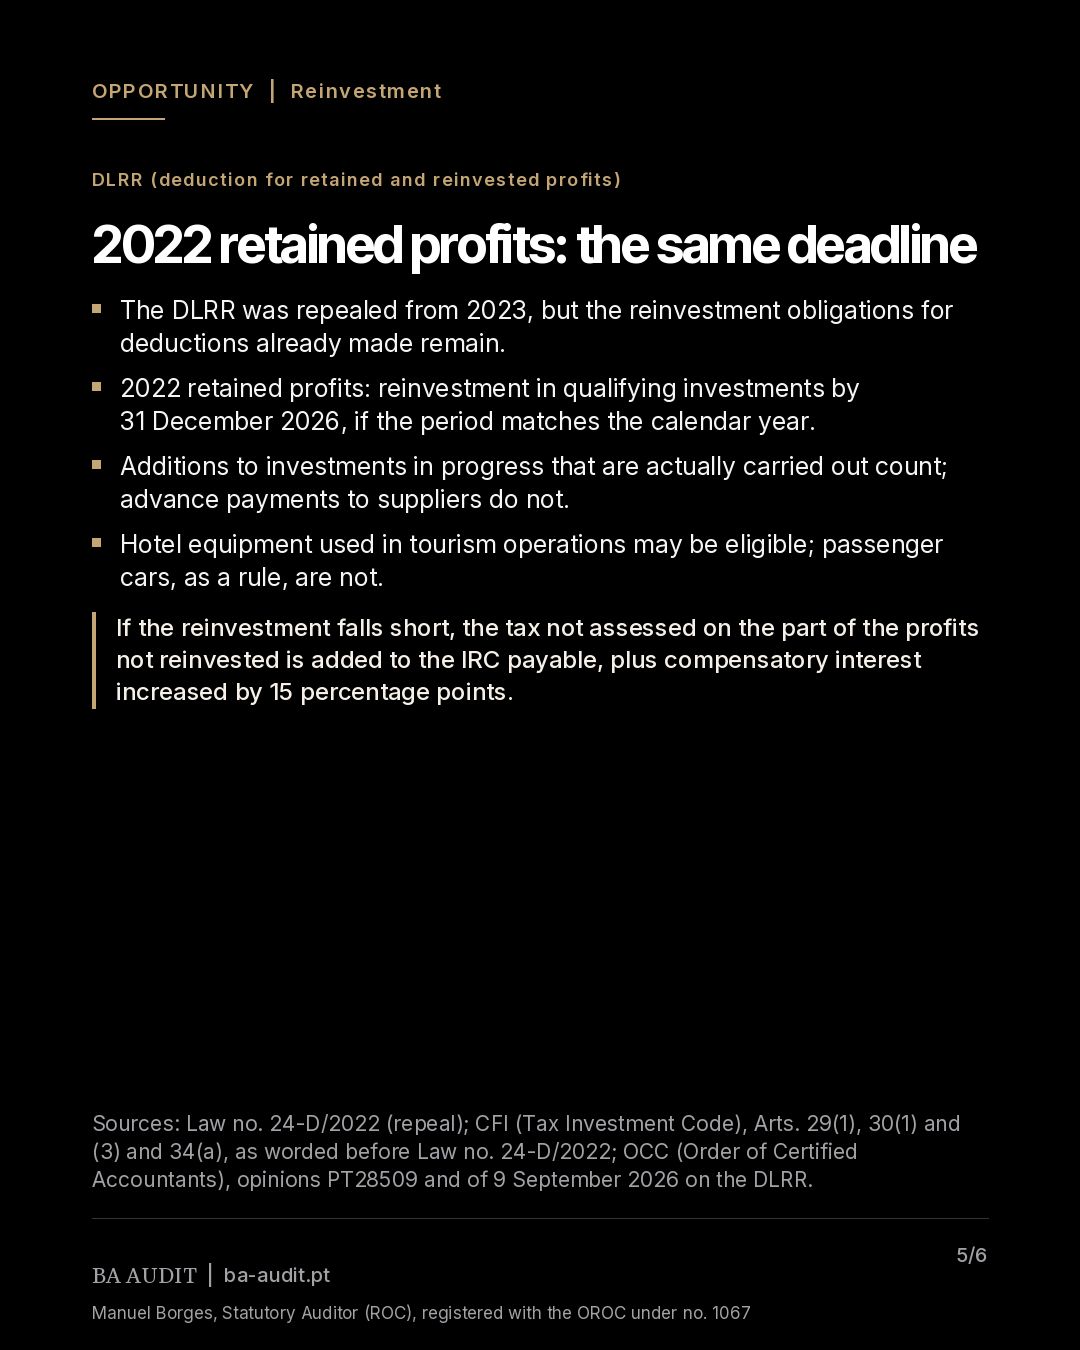 OPPORTUNITY | Reinvestment
DLRR (deduction for retained and reinvested profits)
2022 retained profits: the same deadline
The DLRR was repealed from 2023, but the reinvestment obligations for
deductions already made remain.
2022 retained profits: reinvestment in qualifying investments by
31 December 2026, if the period matches the calendar year.
Additions to investments in progress that are actually carried out count;
advance payments to suppliers do not.
Hotel equipment used in tourism operations may be eligible; passenger
cars, as a rule, are not.
If the reinvestment falls short, the tax not assessed on the part of the profits
not reinvested is added to the IRC payable, plus compensatory interest
increased by 15 percentage points.
Sources: Law no. 24-D/2022 (repeal); CFI (Tax Investment Code), Arts. 29(1), 30(1) and
(3) and 34(a), as worded before Law no. 24-D/2022; OCC (Order of Certified
Accountants), opinions PT28509 and of 9 September 2026 on the DLRR.
5/6
BA AUDIT | ba-audit.pt
Manuel Borges, Statutory Auditor (ROC), registered with the OROC under no. 1067